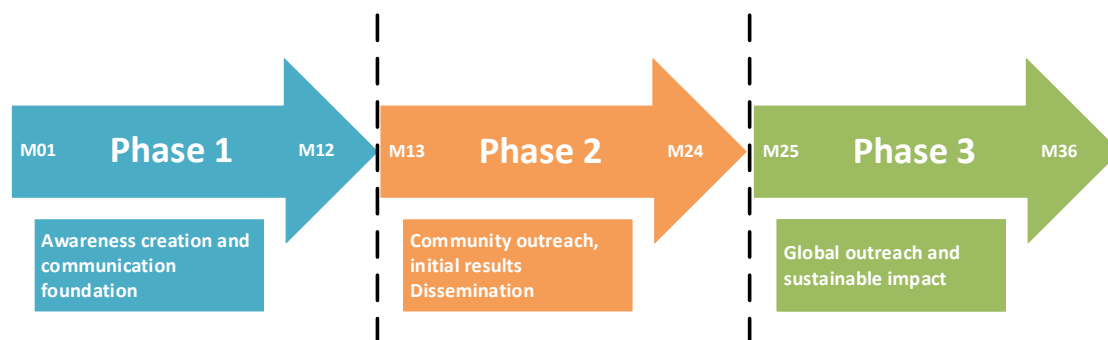 M01 Phase 1 M12
M13 Phase 2 M24
M25 Phase 3 M36
Awareness creation and
communication
foundation
Community outreach,
initial results
Dissemination
Global outreach and
sustainable impact